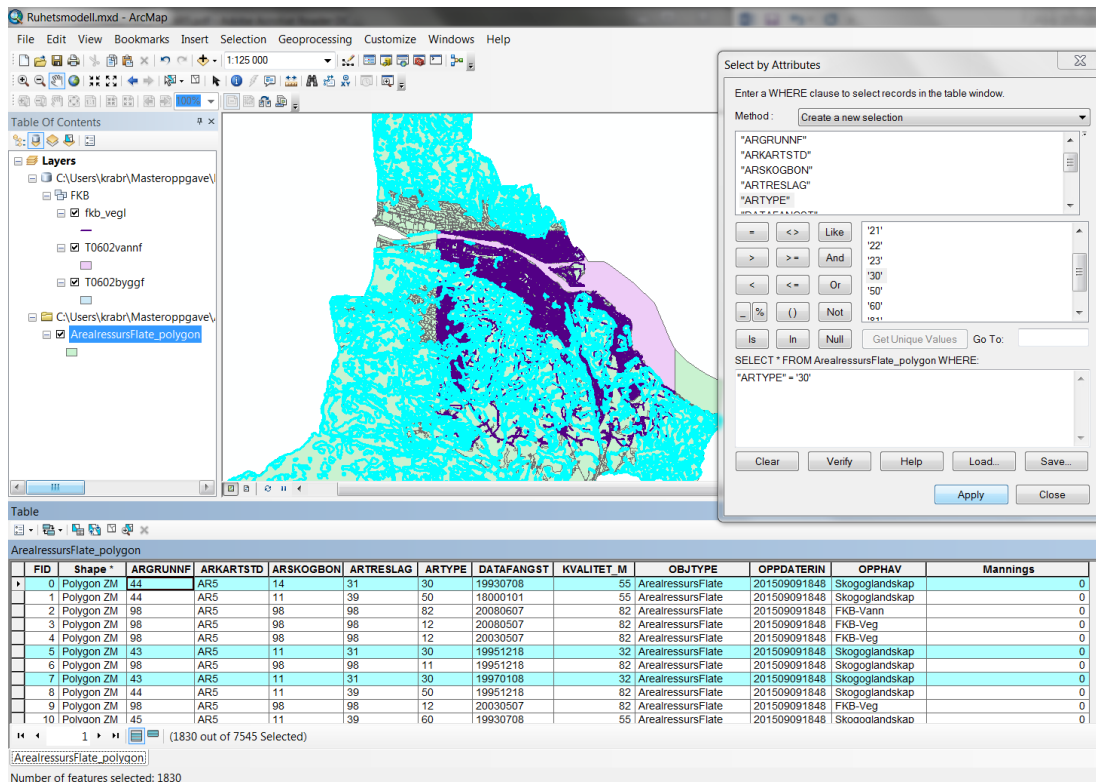 Ruhetsmodell.mxd - ArcMap
File Edit View Bookmarks Insert Selection Geoprocessing Customize Windows Help
1:125 000
100%
Table Of Contents
Layers
C:\Users\krabr\Masteroppgave\
FKB
fkb_vegl
T0602vannf
T0602byggf
C:\Users\krabr\Masteroppgave\
ArealressursFlate_polygon
Select by Attributes
Enter a WHERE clause to select records in the table window.
Method : Create a new selection
"ARGRUNNF"
"ARKARTSTD"
"ARSKOGBON"
"ARTRESLAG"
"ARTYPE"
"DATAFANGST"
= <> Like
> > = And
< < = Or
_ % ( ) Not
Is In Null
'21'
'22'
'23'
'30'
'50'
'60'
'81'
Get Unique Values Go To:
SELECT * FROM ArealressursFlate_polygon WHERE:
"ARTYPE" = '30'
Clear Verify Help Load... Save...
Apply Close
Table
ArealressursFlate_polygon
FID Shape * ARGRUNNF ARKARTSTD ARSKOGBON ARTRESLAG ARTYPE DATAFANGST KVALITET_M OBJTYPE OPPDATERIN OPPHAV Mannings
0 Polygon ZM 44 AR5 14 31 30 19930708 55 ArealressursFlate 201509091848 Skogoglandskap 0
1 Polygon ZM 44 AR5 11 39 50 18000101 55 ArealressursFlate 201509091848 Skogoglandskap 0
2 Polygon ZM 98 AR5 98 98 82 20080607 82 ArealressursFlate 201509091848 FKB-Vann 0
3 Polygon ZM 98 AR5 98 98 12 20080507 82 ArealressursFlate 201509091848 FKB-Veg 0
4 Polygon ZM 98 AR5 98 98 12 20030507 82 ArealressursFlate 201509091848 FKB-Veg 0
5 Polygon ZM 43 AR5 11 31 30 19951218 32 ArealressursFlate 201509091848 Skogoglandskap 0
6 Polygon ZM 98 AR5 98 98 11 19951218 82 ArealressursFlate 201509091848 FKB-Veg 0
7 Polygon ZM 43 AR5 11 31 30 19970108 32 ArealressursFlate 201509091848 Skogoglandskap 0
8 Polygon ZM 44 AR5 11 39 50 19951218 82 ArealressursFlate 201509091848 Skogoglandskap 0
9 Polygon ZM 98 AR5 98 98 12 20030507 82 ArealressursFlate 201509091848 FKB-Veg 0
10 Polygon ZM 45 AR5 11 39 60 19930708 55 ArealressursFlate 201509091848 Skogoglandskap 0
1 (1830 out of 7545 Selected)
ArealressursFlate_polygon
Number of features selected: 1830